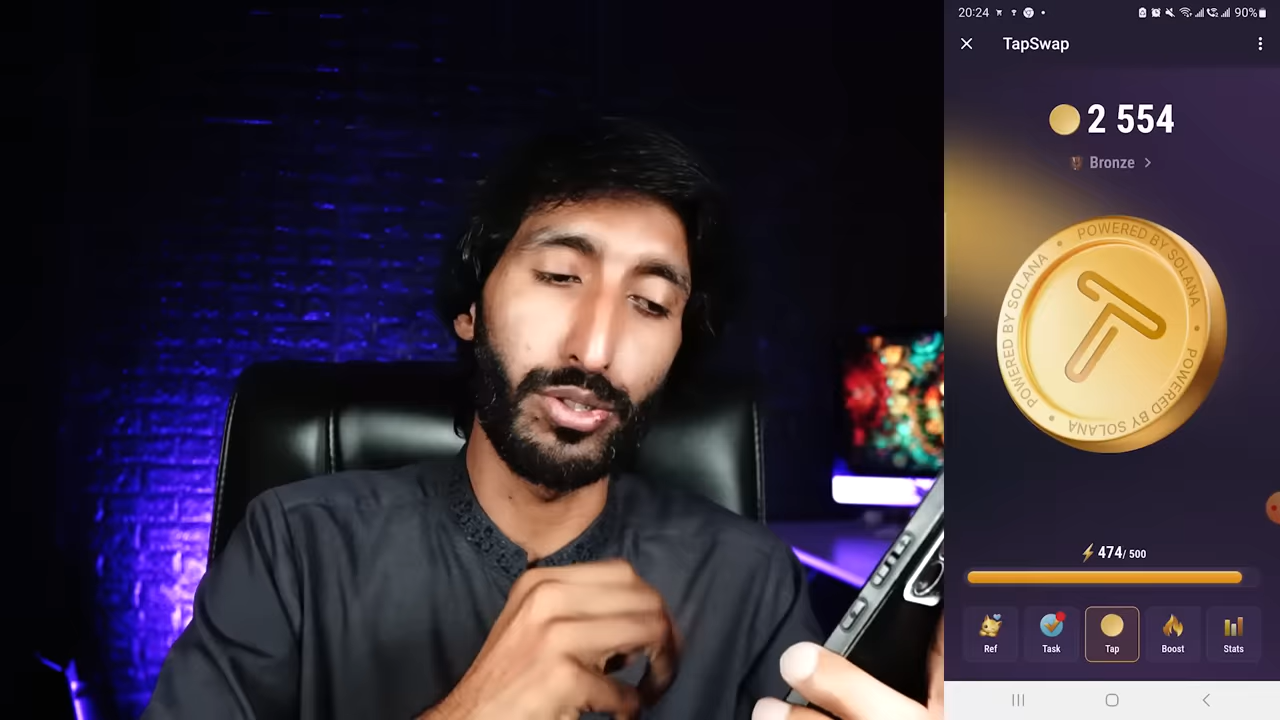 20:24
90%
TapSwap
2 554
Bronze
POWERED BY SOLANA
POWERED BY SOLANA
POWERED BY SOLANA
474/ 500
Ref
Task
Tap
Boost
Stats